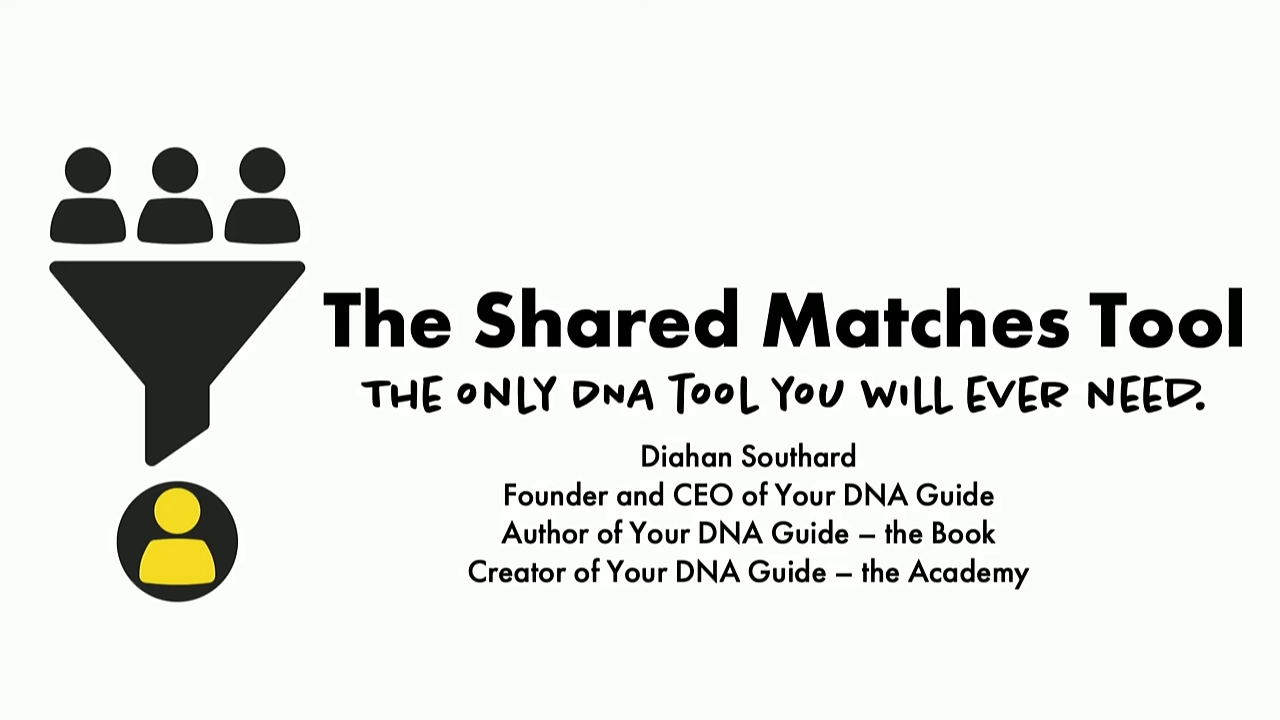 The Shared Matches Tool
THE ONLY DNA TOOL YOU WILL EVER NEED.
Diahan Southard
Founder and CEO of Your DNA Guide
Author of Your DNA Guide – the Book
Creator of Your DNA Guide – the Academy